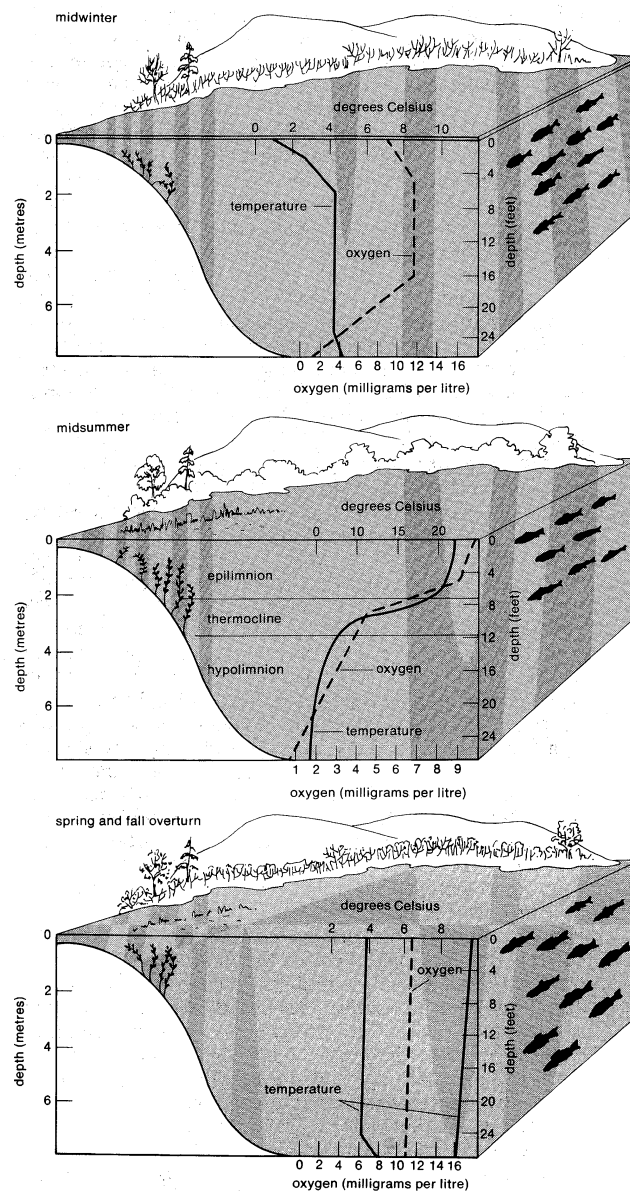 midwinter
degrees Celsius
0 2 4 6 8 10
0
2
4
6
depth (metres)
temperature
oxygen
0
4
8
12
16
20
24
depth (feet)
0 2 4 6 8 10 12 14 16
oxygen (milligrams per litre)
midsummer
degrees Celsius
0 10 15 20
0
2
4
6
depth (metres)
epilimnion
thermocline
hypolimnion
oxygen
temperature
0
4
8
12
16
20
24
depth (feet)
1 2 3 4 5 6 7 8 9
oxygen (milligrams per litre)
spring and fall overturn
degrees Celsius
2 4 6 8
0
2
4
6
depth (metres)
oxygen
temperature
0
4
8
12
16
20
24
depth (feet)
0 2 4 6 8 10 12 14 16
oxygen (milligrams per litre)